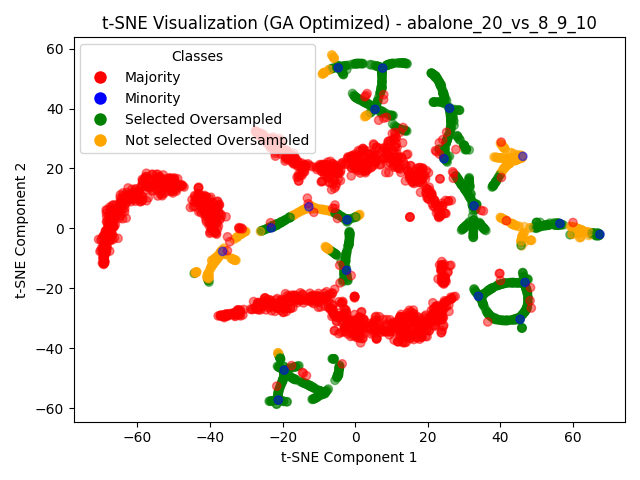 t-SNE Visualization (GA Optimized) - abalone_20_vs_8_9_10
Classes
Majority
Minority
Selected Oversampled
Not selected Oversampled
60
40
20
0
−20
−40
−60
t-SNE Component 2
−60 −40 −20 0 20 40 60
t-SNE Component 1